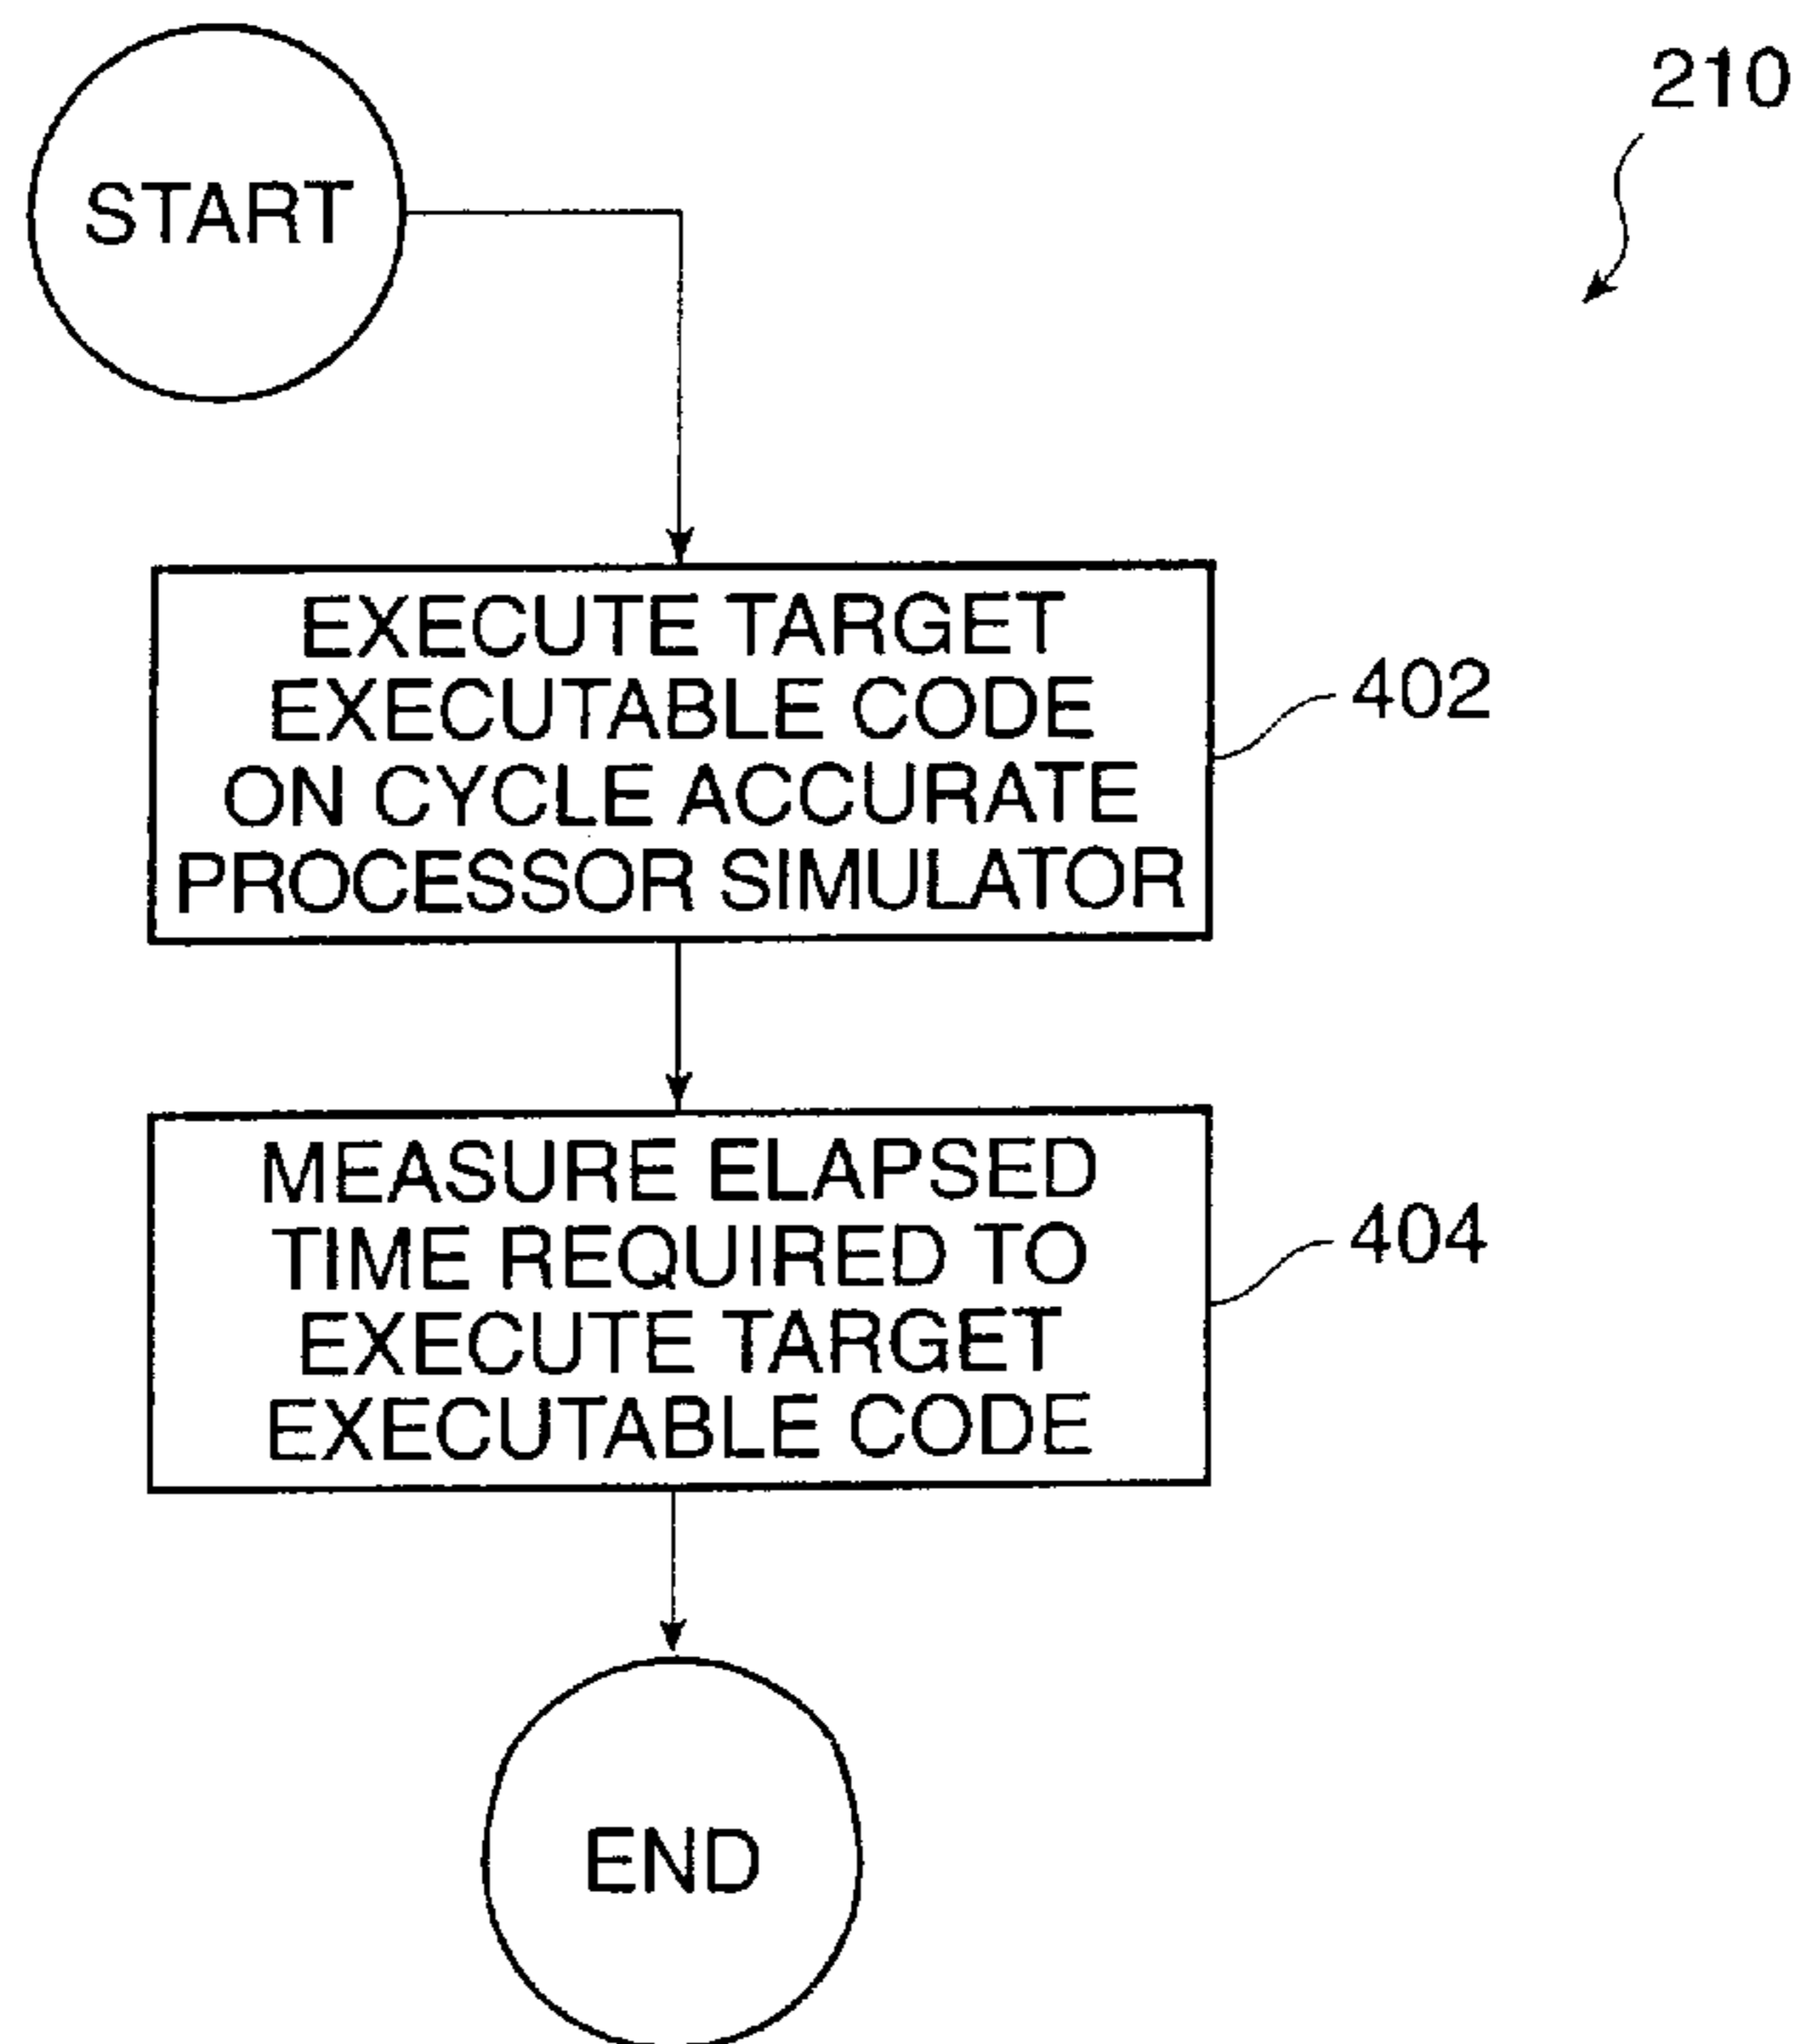 210
START
EXECUTE TARGET
EXECUTABLE CODE
ON CYCLE ACCURATE
PROCESSOR SIMULATOR
402
MEASURE ELAPSED
TIME REQUIRED TO
EXECUTE TARGET
EXECUTABLE CODE
404
END